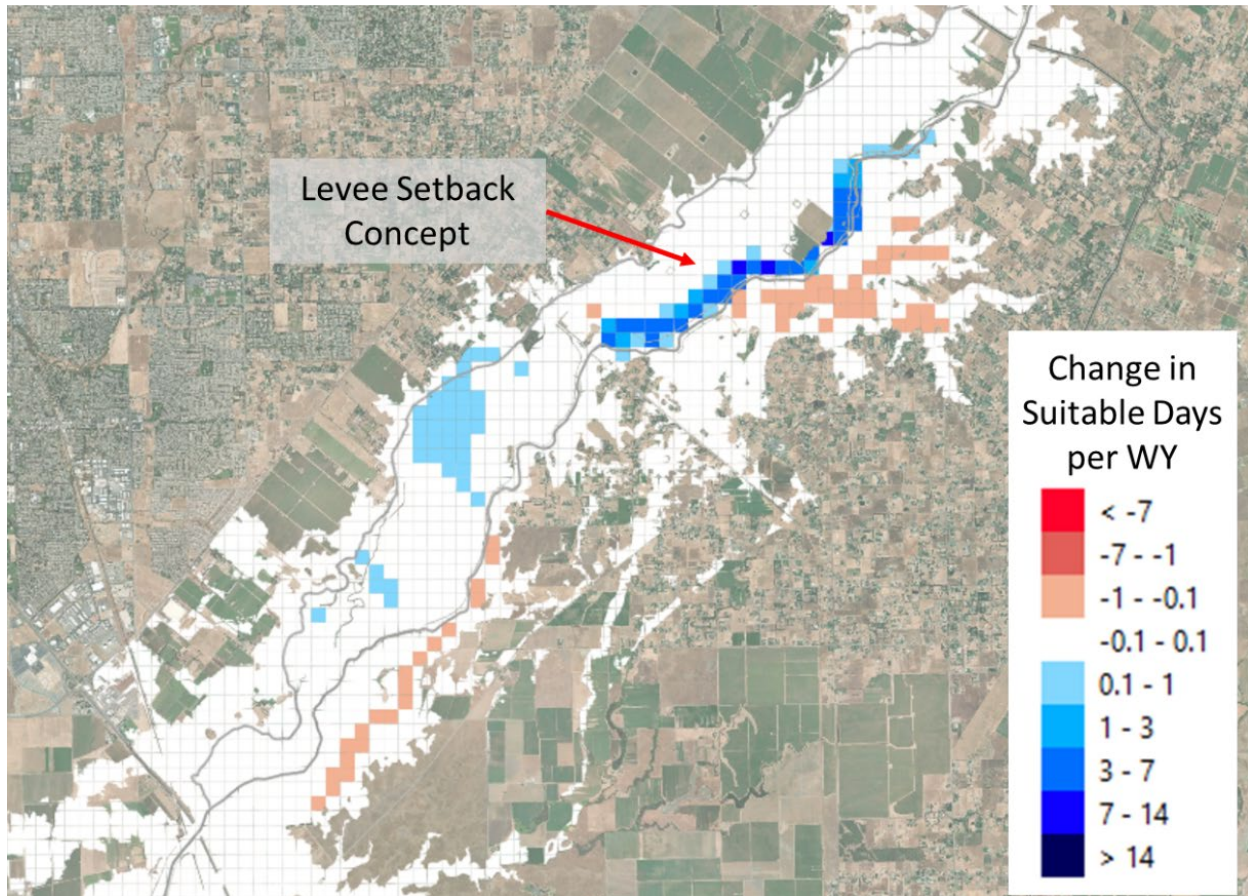 Levee Setback
Concept
Change in
Suitable Days
per WY
< -7
-7 - -1
-1 - -0.1
-0.1 - 0.1
0.1 - 1
1 - 3
3 - 7
7 - 14
> 14